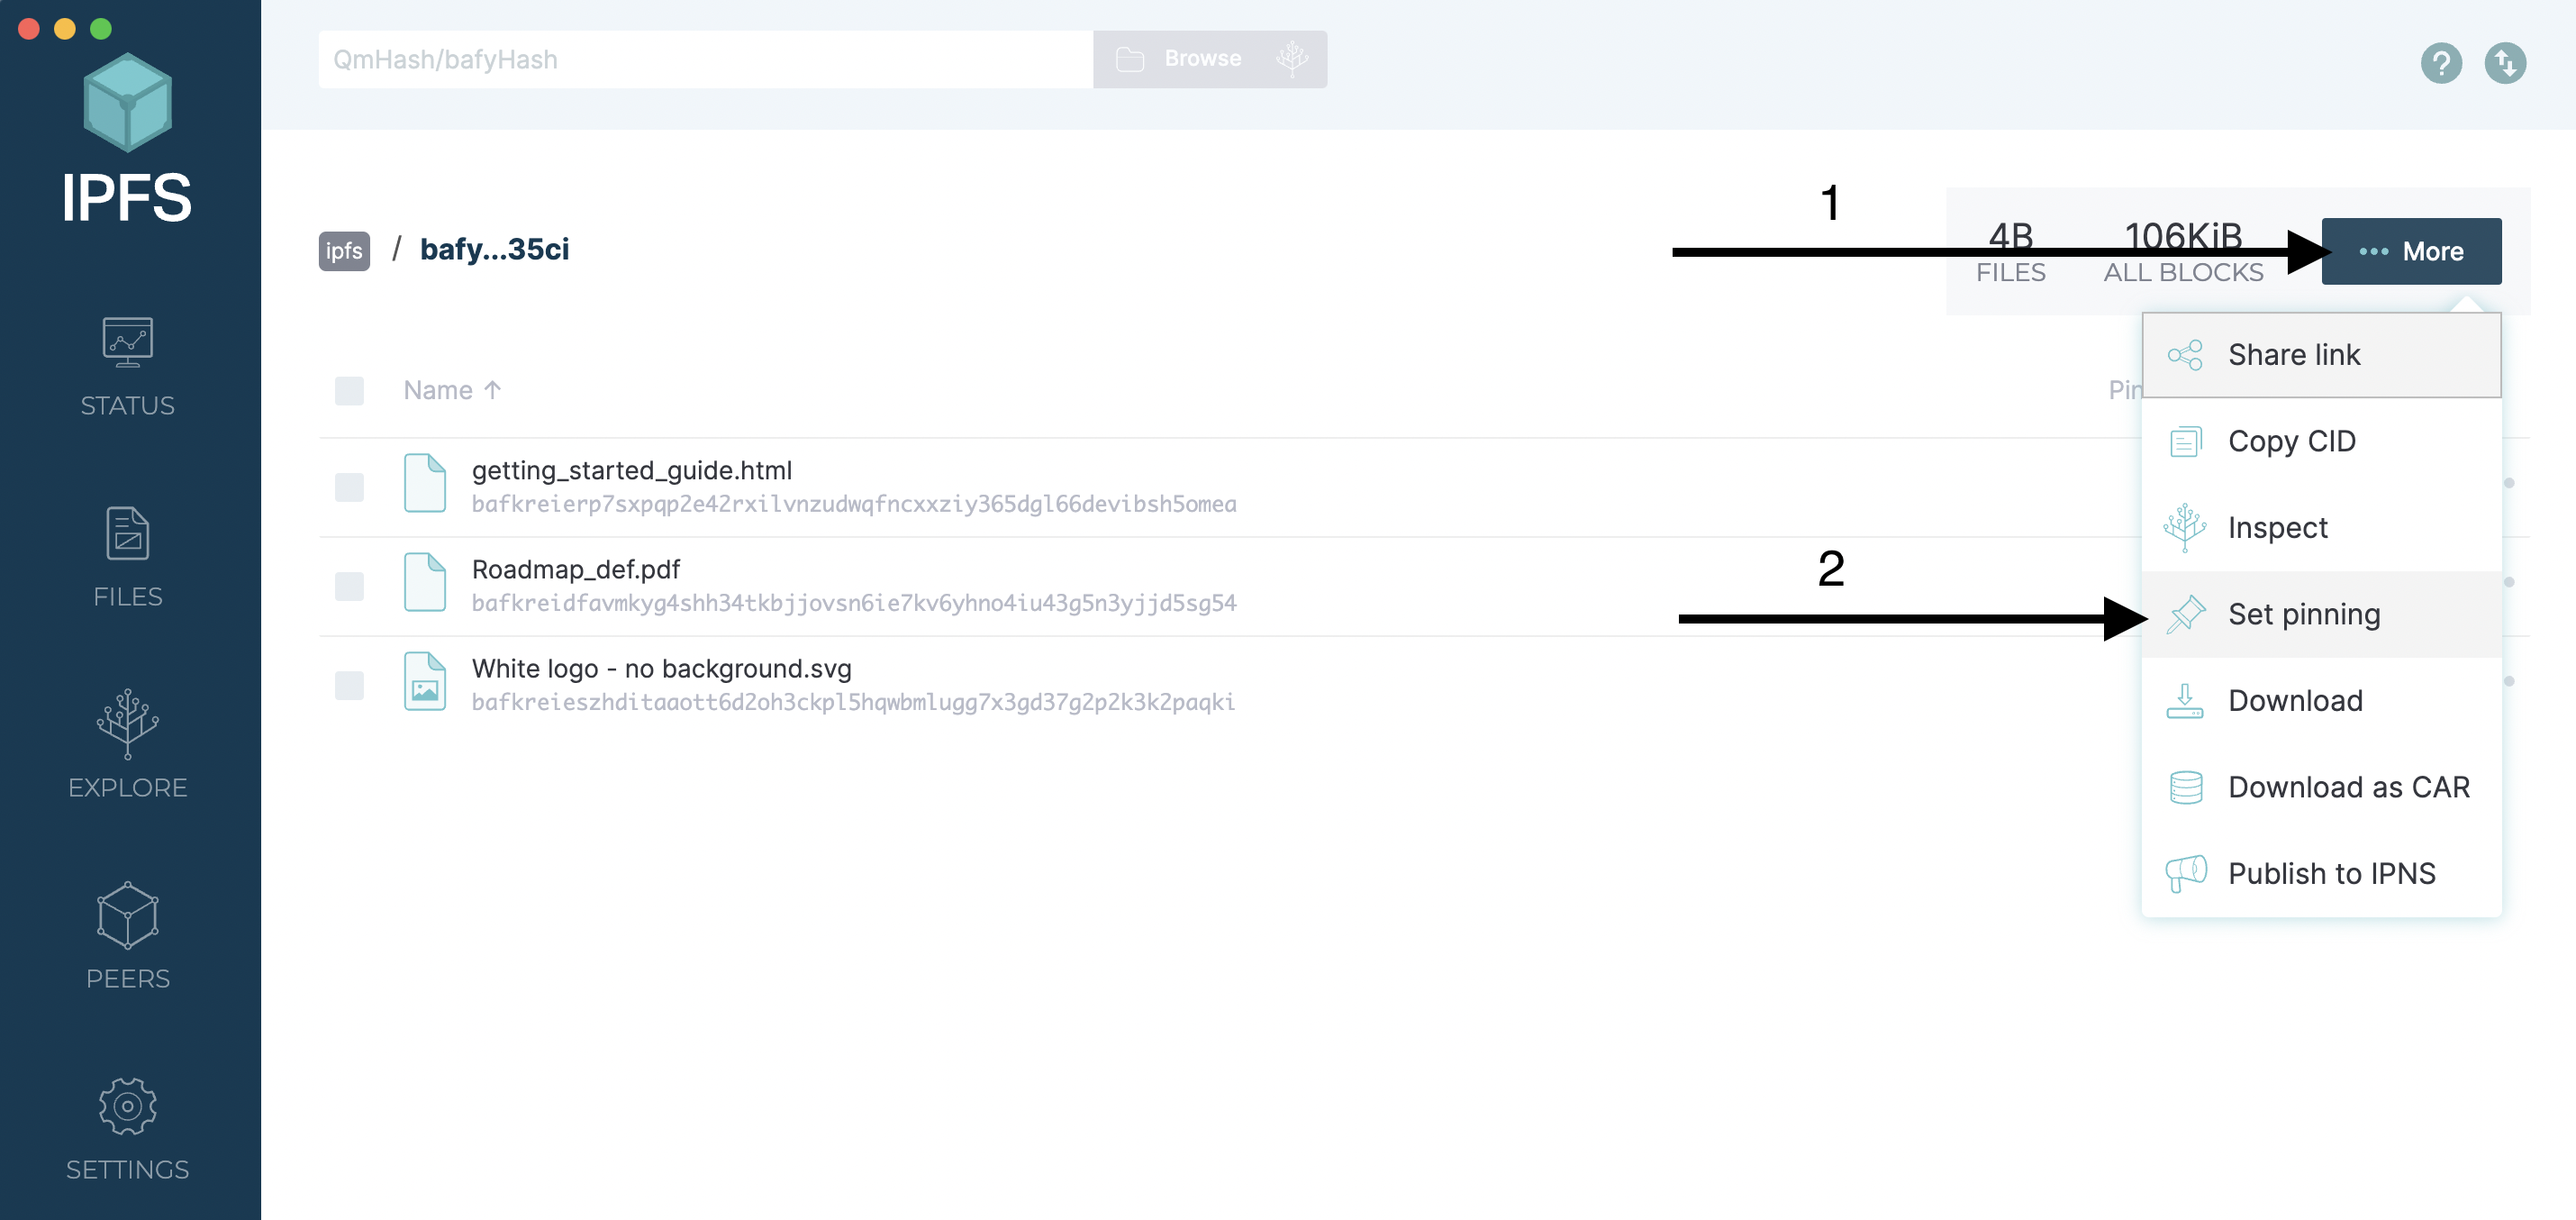 IPFS
STATUS
FILES
EXPLORE
PEERS
SETTINGS
QmHash/bafyHash
Browse
?
ipfs / bafy...35ci
1
4B
FILES
106KiB
ALL BLOCKS
••• More
Name ↑
getting_started_guide.html
bafkreierp7sxpqp2e42rxilvnzudwqfncxxziy365dgl66devibsh5omea
Roadmap_def.pdf
bafkreidfavmkyg4shh34tkbjjovsn6ie7kv6yhno4iu43g5n3yjjd5sg54
White logo - no background.svg
bafkreieszhditaaott6d2oh3ckpl5hqwbmlugg7x3gd37g2p2k3k2paqki
2
Share link
Copy CID
Inspect
Set pinning
Download
Download as CAR
Publish to IPNS